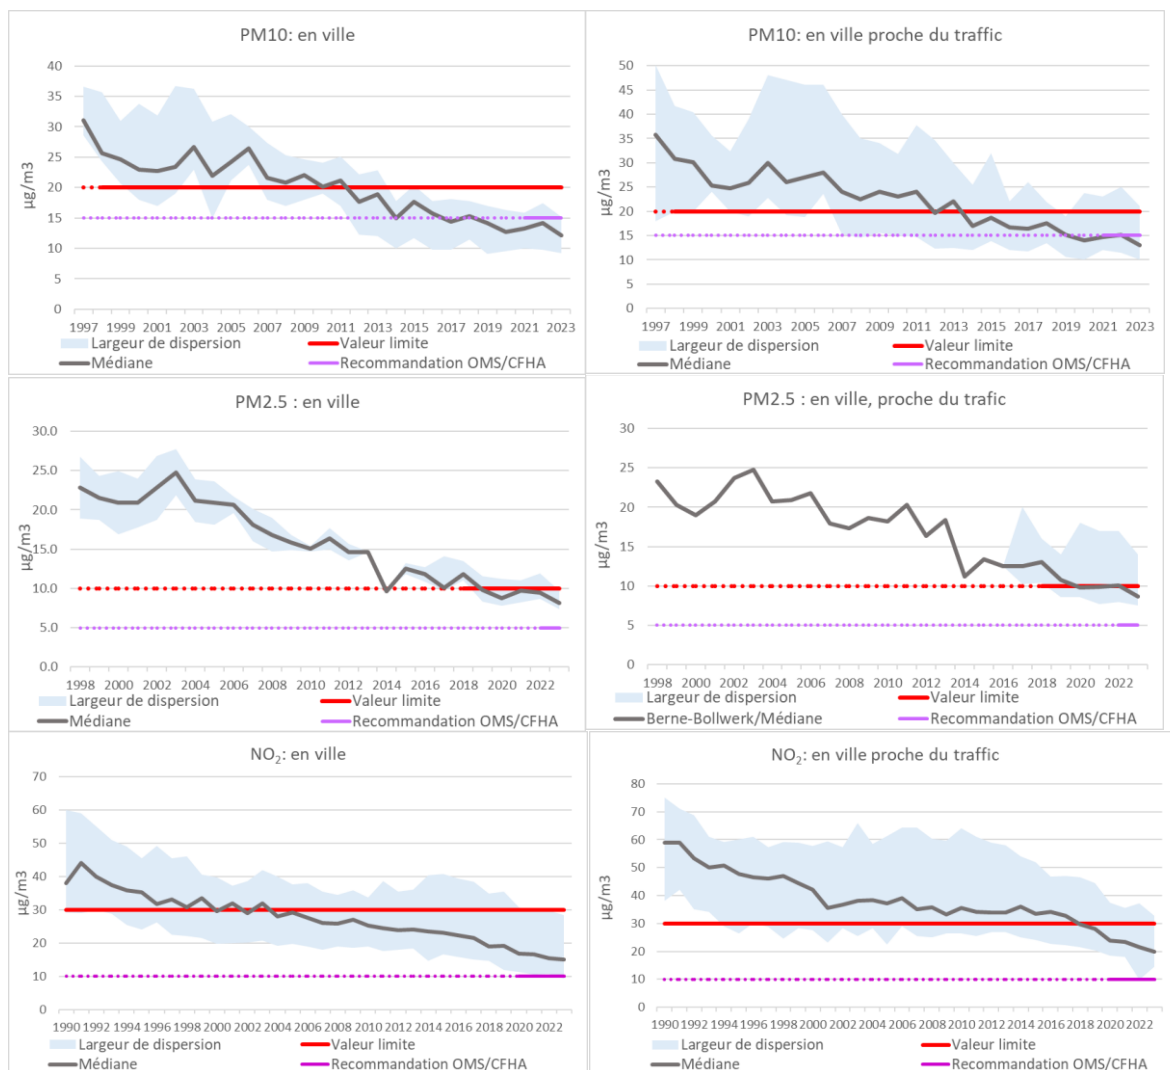 PM10: en ville
40
35
30
25
20
15
10
5
0
µg/m3
1997 1999 2001 2003 2005 2007 2009 2011 2013 2015 2017 2019 2021 2023
Largeur de dispersion Valeur limite
Médiane Recommandation OMS/CFHA
PM10: en ville proche du traffic
50
45
40
35
30
25
20
15
10
5
0
µg/m3
1997 1999 2001 2003 2005 2007 2009 2011 2013 2015 2017 2019 2021 2023
Largeur de dispersion Valeur limite
Médiane Recommandation OMS/CFHA
PM2.5 : en ville
30.0
25.0
20.0
15.0
10.0
5.0
0.0
µg/m3
1998 2000 2002 2004 2006 2008 2010 2012 2014 2016 2018 2020 2022
Largeur de dispersion Valeur limite
Médiane Recommandation OMS/CFHA
PM2.5 : en ville, proche du trafic
30
25
20
15
10
5
0
µg/m3
1998 2000 2002 2004 2006 2008 2010 2012 2014 2016 2018 2020 2022
Largeur de dispersion Valeur limite
Berne-Bollwerk/Médiane Recommandation OMS/CFHA
NO₂: en ville
70
60
50
40
30
20
10
0
µg/m3
1990 1992 1994 1996 1998 2000 2002 2004 2006 2008 2010 2012 2014 2016 2018 2020 2022
Largeur de dispersion Valeur limite
Médiane Recommandation OMS/CFHA
NO₂: en ville proche du traffic
80
70
60
50
40
30
20
10
0
µg/m3
1990 1992 1994 1996 1998 2000 2002 2004 2006 2008 2010 2012 2014 2016 2018 2020 2022
Largeur de dispersion Valeur limite
Médiane Recommandation OMS/CFHA